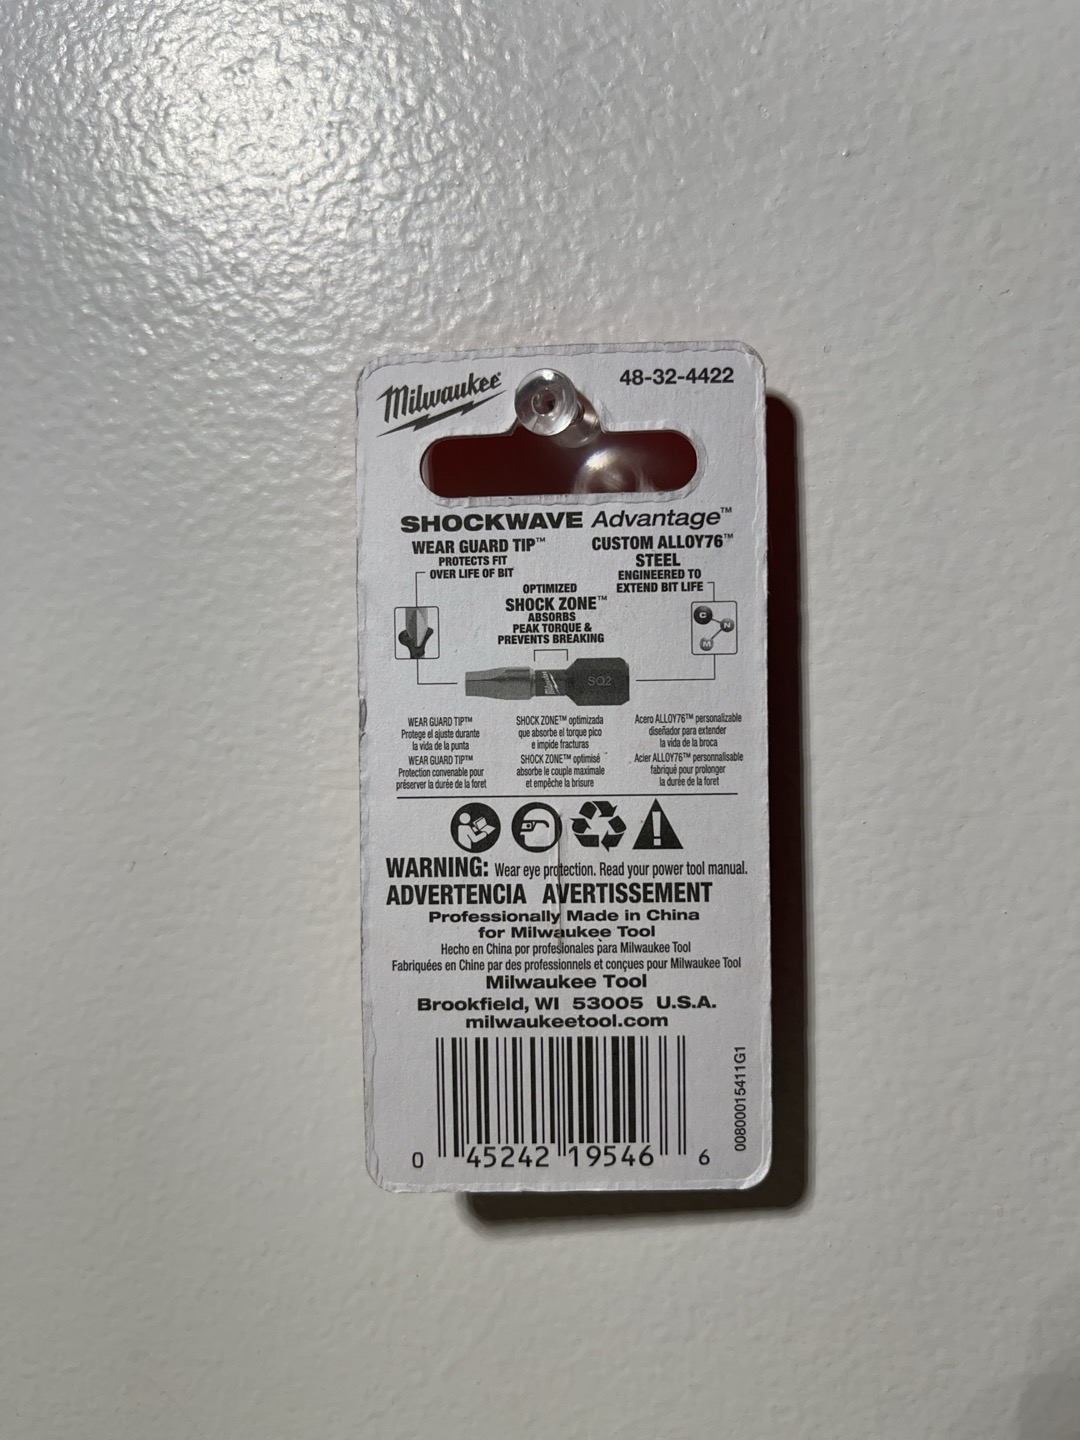 Milwaukee®
48-32-4422
SHOCKWAVE Advantage™
WEAR GUARD TIP™
PROTECTS FIT
OVER LIFE OF BIT
CUSTOM ALLOY76™
STEEL
ENGINEERED TO
EXTEND BIT LIFE
OPTIMIZED
SHOCK ZONE™
ABSORBS
PEAK TORQUE &
PREVENTS BREAKING
C
N
M
Milwaukee
SQ2
WEAR GUARD TIP™
Protege el ajuste durante
la vida de la punta
WEAR GUARD TIP™
Protection convenable pour
préserver la durée de la foret
SHOCK ZONE™ optimizada
que absorbe el torque pico
e impide fracturas
SHOCK ZONE™ optimisé
absorbe le couple maximale
et empêche la brisure
Acero ALLOY76™ personalizable
diseñador para extender
la vida de la broca
Acier ALLOY76™ personnalisable
fabriqué pour prolonger
la durée de la foret
WARNING: Wear eye protection. Read your power tool manual.
ADVERTENCIA AVERTISSEMENT
Professionally Made in China
for Milwaukee Tool
Hecho en China por profesionales para Milwaukee Tool
Fabriquées en Chine par des professionnels et conçues pour Milwaukee Tool
Milwaukee Tool
Brookfield, WI 53005 U.S.A.
milwaukeetool.com
0 45242 19546 6
00800015411G1